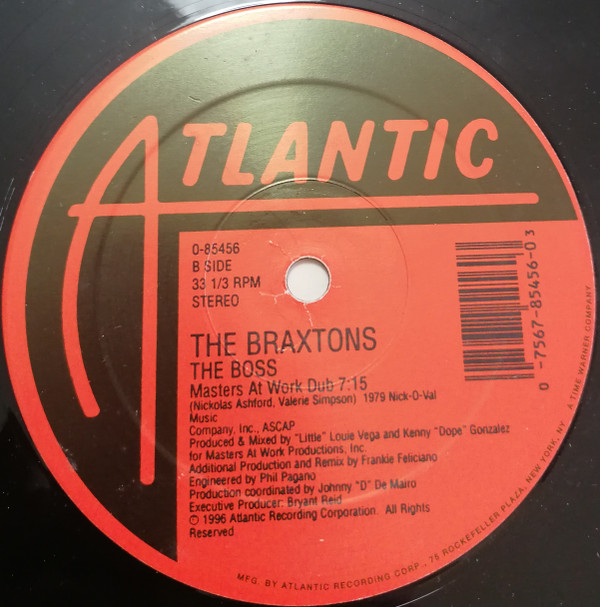 ATLANTIC
0-85456
B SIDE
33 1/3 RPM
STEREO
THE BRAXTONS
THE BOSS
Masters At Work Dub 7:15
(Nickolas Ashford, Valerie Simpson) 1979 Nick-O-Val
Music
Company, Inc., ASCAP
Produced & Mixed by "Little" Louie Vega and Kenny "Dope" Gonzalez
for Masters At Work Productions, Inc.
Additional Production and Remix by Frankie Feliciano
Engineered by Phil Pagano
Production coordinated by Johnny "D" De Mairo
Executive Producer: Bryant Reid
© 1996 Atlantic Recording Corporation. All Rights
Reserved
0 -7567-85456-0 3
MFG. BY ATLANTIC RECORDING CORP., 75 ROCKEFELLER PLAZA, NEW YORK, NY A TIME WARNER COMPANY